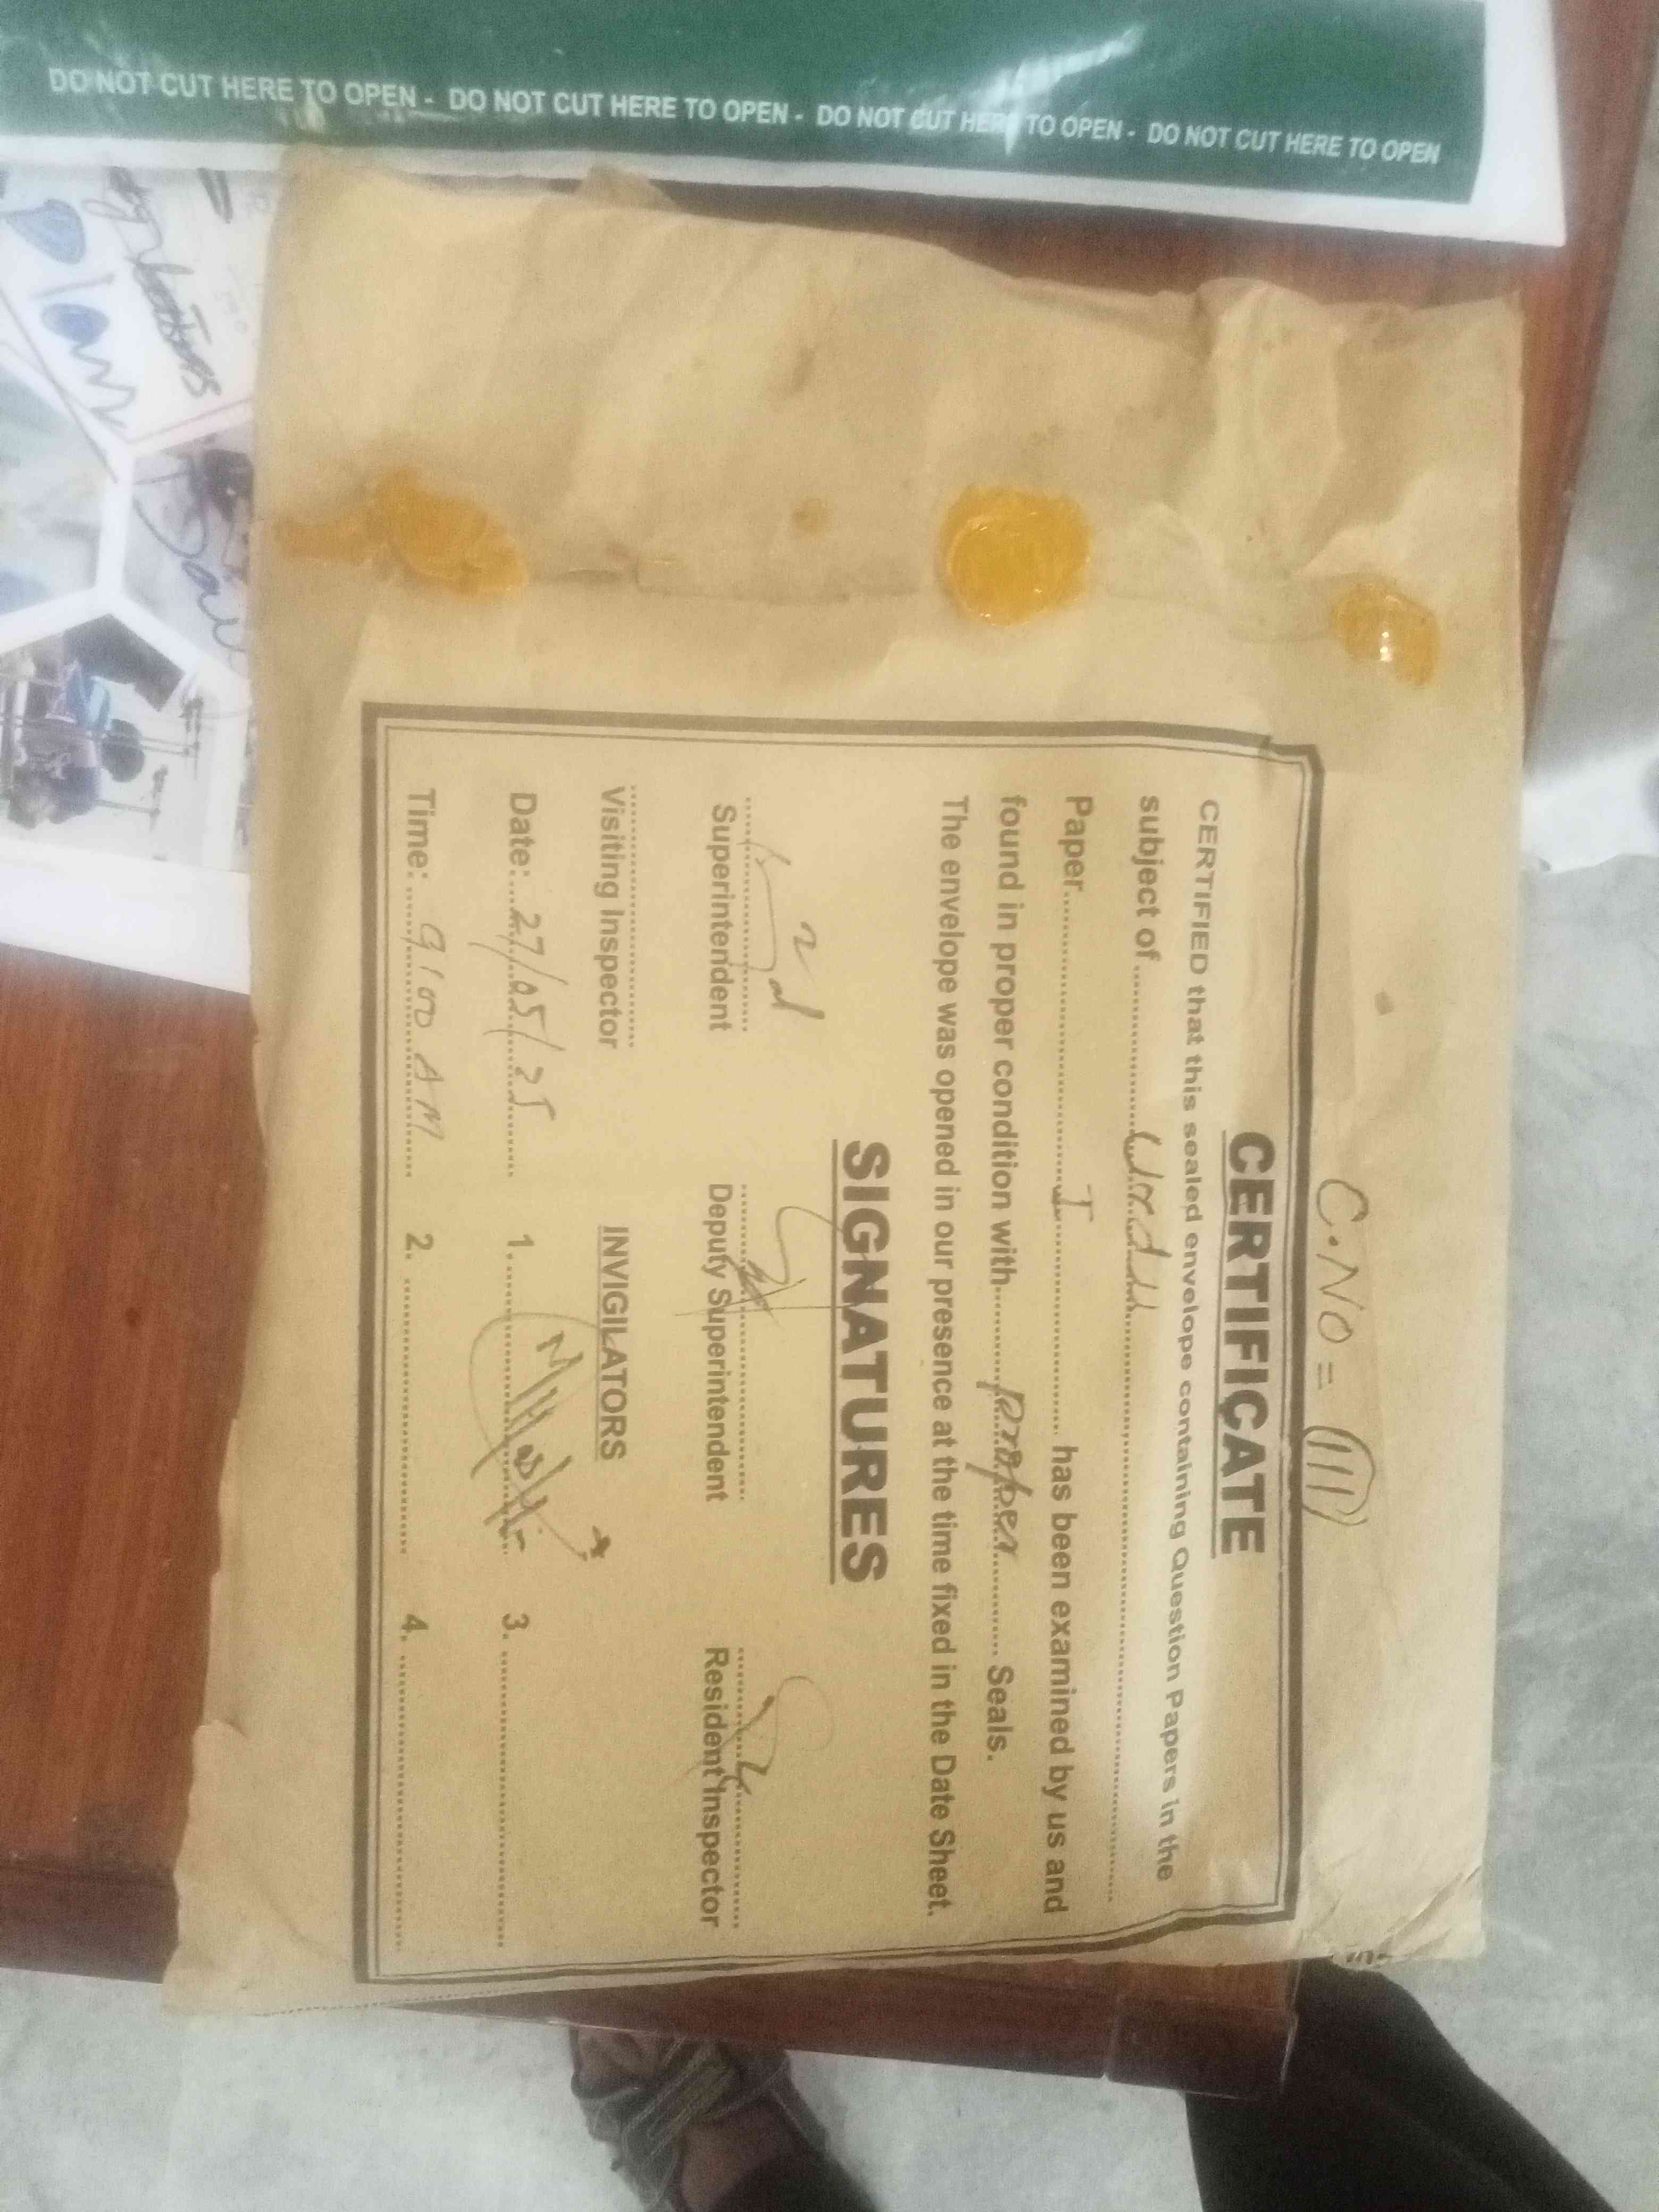 DO NOT CUT HERE TO OPEN - DO NOT CUT HERE TO OPEN - DO NOT CUT HERE TO OPEN - DO NOT CUT HERE TO OPEN
Plan
C.NO = 1111
CERTIFICATE
CERTIFIED that this sealed envelope containing Question Papers in the
subject of Urdu
Paper I has been examined by us and
found in proper condition with proper Seals.
The envelope was opened in our presence at the time fixed in the Date Sheet.
SIGNATURES
Superintendent Deputy Superintendent Resident Inspector
Visiting Inspector INVIGILATORS
Date: 27/05/25 1. 3.
Time: 9:00 AM 2. 4.